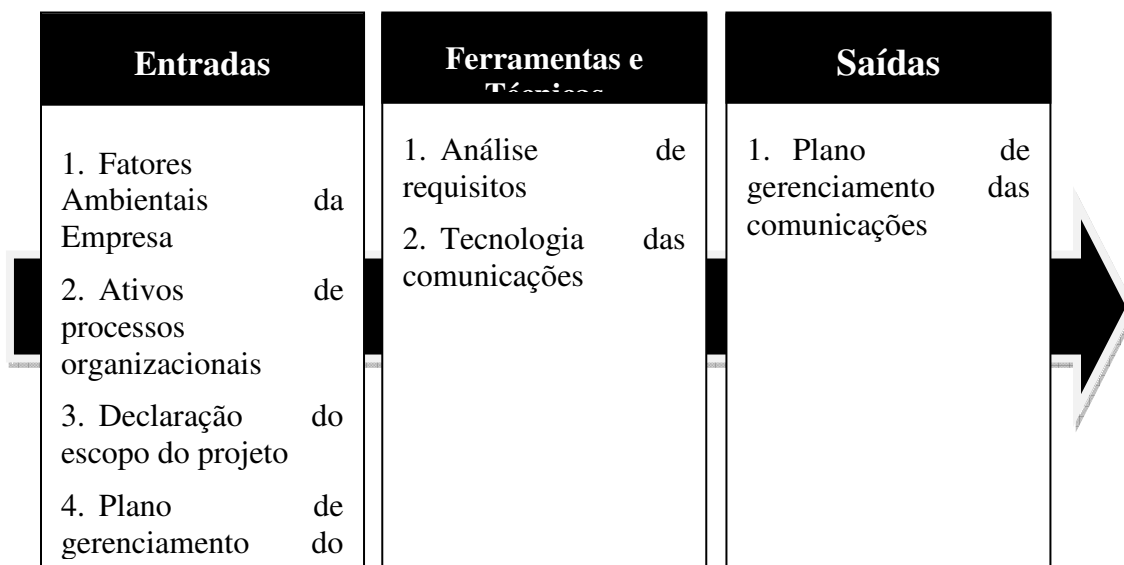 Entradas
1. Fatores
Ambientais da
Empresa
2. Ativos de
processos
organizacionais
3. Declaração do
escopo do projeto
4. Plano de
gerenciamento do
Ferramentas e
Técnicas
1. Análise de
requisitos
2. Tecnologia das
comunicações
Saídas
1. Plano de
gerenciamento das
comunicações